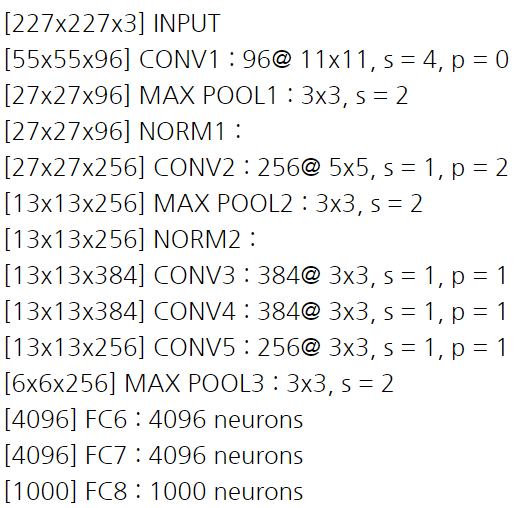 [227x227x3] INPUT
[55x55x96] CONV1 : 96@ 11x11, s = 4, p = 0
[27x27x96] MAX POOL1 : 3x3, s = 2
[27x27x96] NORM1 :
[27x27x256] CONV2 : 256@ 5x5, s = 1, p = 2
[13x13x256] MAX POOL2 : 3x3, s = 2
[13x13x256] NORM2 :
[13x13x384] CONV3 : 384@ 3x3, s = 1, p = 1
[13x13x384] CONV4 : 384@ 3x3, s = 1, p = 1
[13x13x256] CONV5 : 256@ 3x3, s = 1, p = 1
[6x6x256] MAX POOL3 : 3x3, s = 2
[4096] FC6 : 4096 neurons
[4096] FC7 : 4096 neurons
[1000] FC8 : 1000 neurons